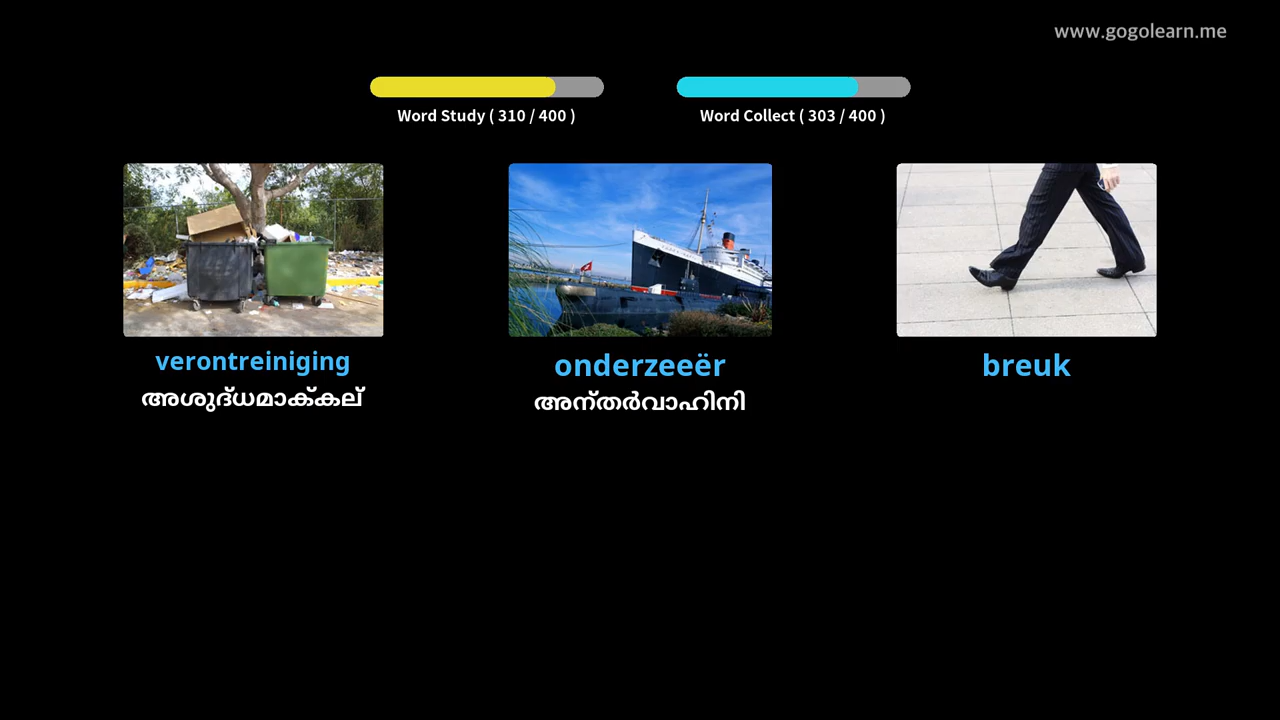 www.gogolearn.me
Word Study ( 310 / 400 )
Word Collect ( 303 / 400 )
verontreiniging
അശുദ്ധമാക്കല്
onderzeeër
അന്തർവാഹിനി
breuk